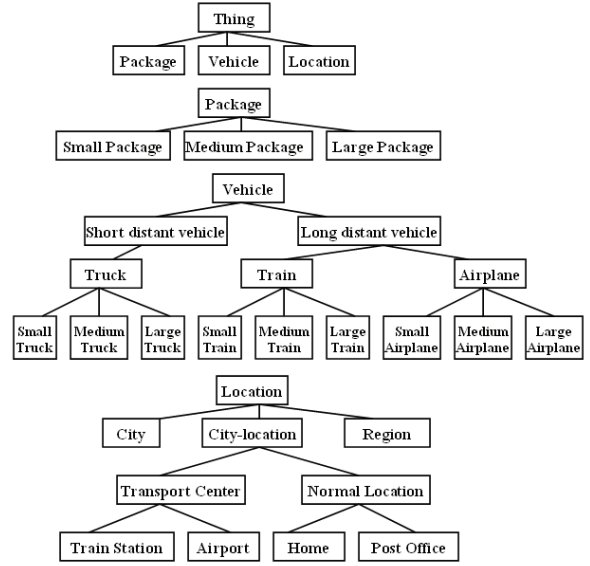 Thing
Package Vehicle Location
Package
Small Package Medium Package Large Package
Vehicle
Short distant vehicle Long distant vehicle
Truck Train Airplane
Small Medium Large Small Medium Large Small Medium Large
Truck Truck Truck Train Train Train Airplane Airplane Airplane
Location
City City-location Region
Transport Center Normal Location
Train Station Airport Home Post Office